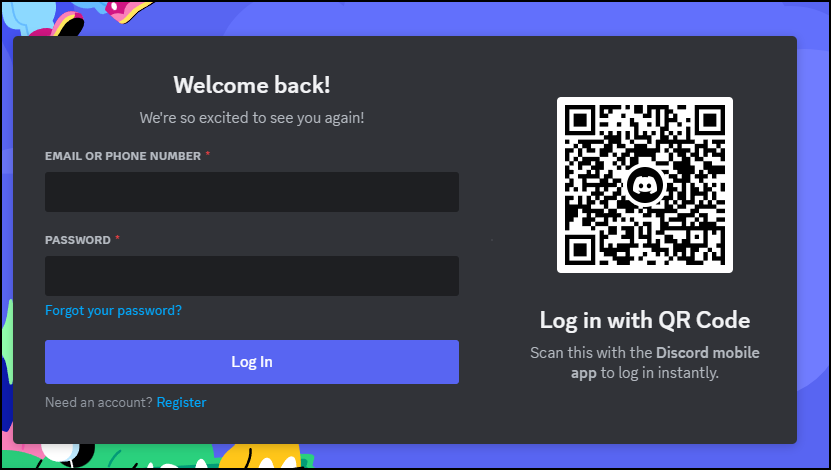 Welcome back!
We're so excited to see you again!
EMAIL OR PHONE NUMBER *
PASSWORD *
Forgot your password?
Log In
Need an account? Register
Log in with QR Code
Scan this with the Discord mobile
app to log in instantly.